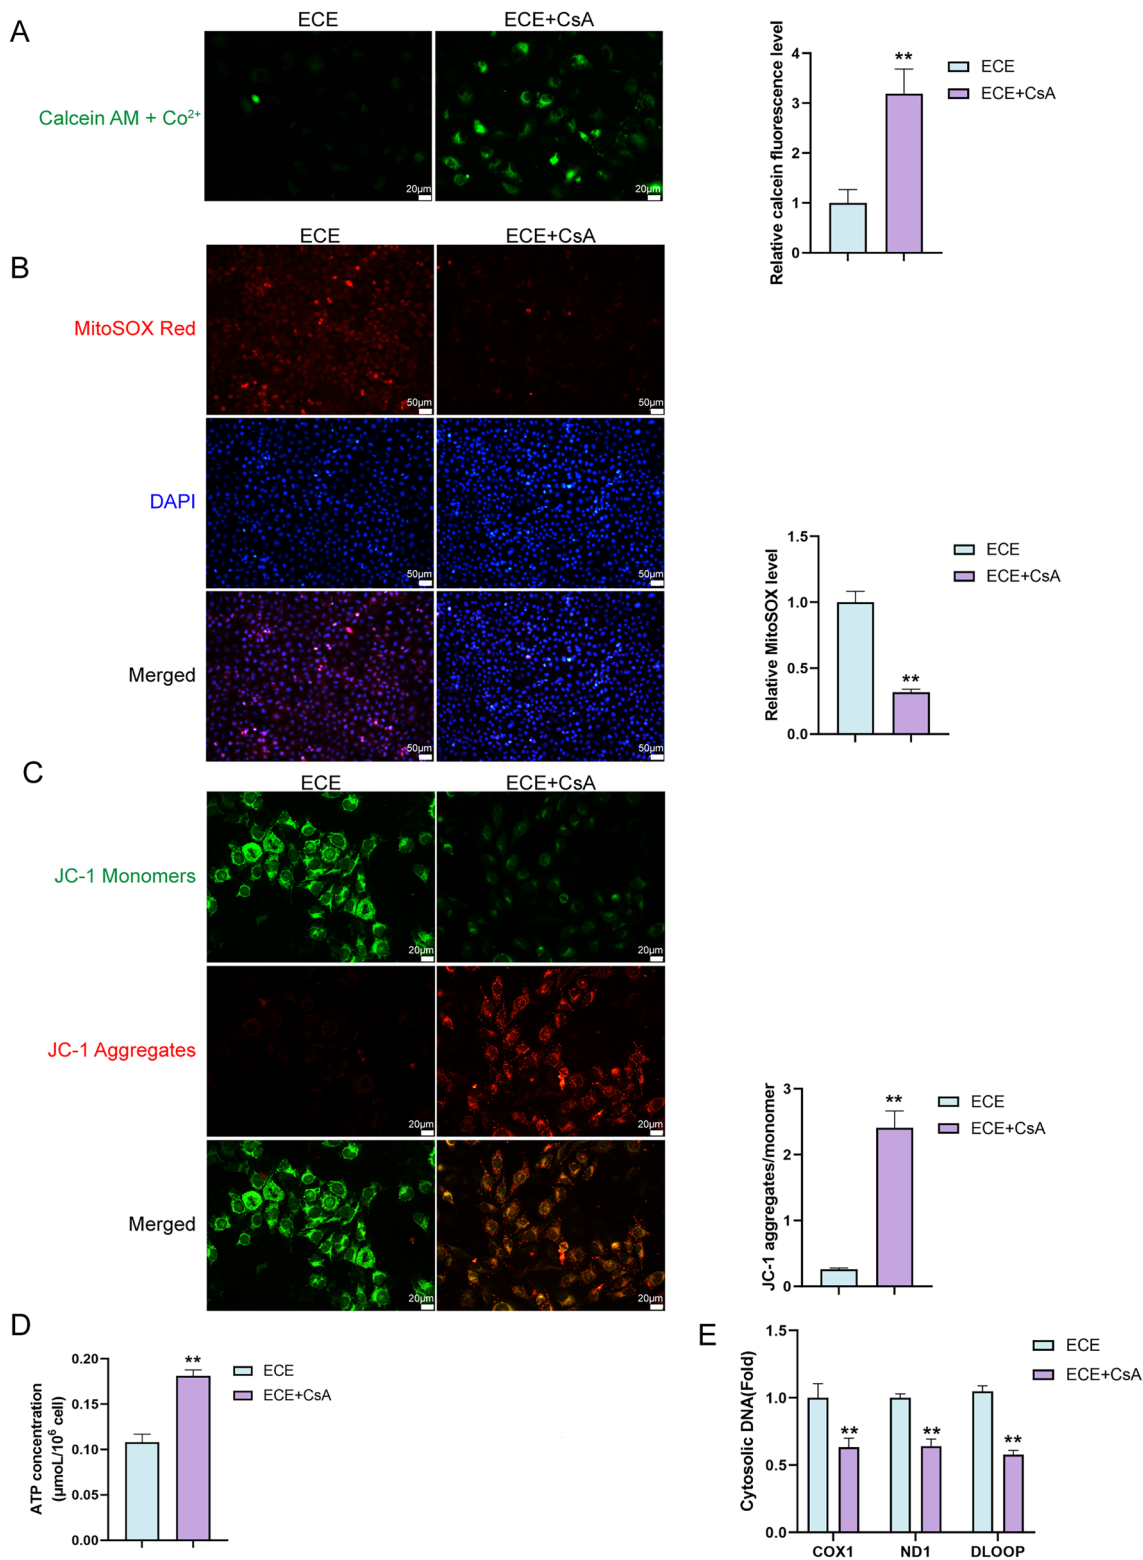 A
ECE
ECE+CsA
Calcein AM + Co²⁺
20μm
20μm
Relative calcein fluorescence level
4
3
2
1
0
**
ECE
ECE+CsA
B
ECE
ECE+CsA
MitoSOX Red
50μm
50μm
DAPI
50μm
50μm
Merged
50μm
50μm
Relative MitoSOX level
1.5
1.0
0.5
0.0
**
ECE
ECE+CsA
C
ECE
ECE+CsA
JC-1 Monomers
20μm
20μm
JC-1 Aggregates
20μm
20μm
Merged
20μm
20μm
JC-1 aggregates/monomer
3
2
1
0
**
ECE
ECE+CsA
D
ATP concentration
(μmoL/10⁶ cell)
0.20
0.15
0.10
0.05
0.00
**
ECE
ECE+CsA
E
Cytosolic DNA(Fold)
1.5
1.0
0.5
0.0
**
**
**
COX1
ND1
DLOOP
ECE
ECE+CsA